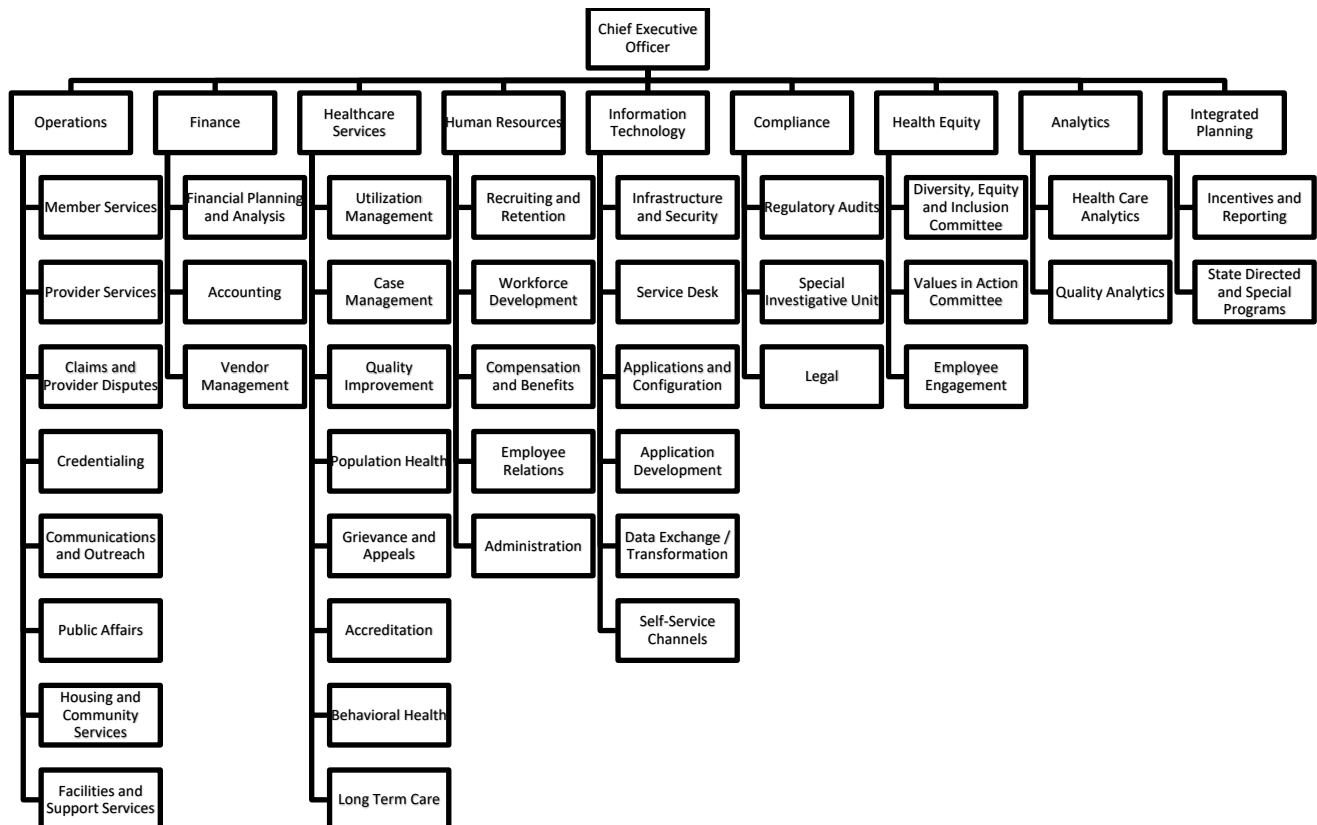 Chief Executive
Officer
Operations
Finance
Healthcare
Services
Human Resources
Information
Technology
Compliance
Health Equity
Analytics
Integrated
Planning
Member Services
Provider Services
Claims and
Provider Disputes
Credentialing
Communications
and Outreach
Public Affairs
Housing and
Community
Services
Facilities and
Support Services
Financial Planning
and Analysis
Accounting
Vendor
Management
Utilization
Management
Case
Management
Quality
Improvement
Population Health
Grievance and
Appeals
Accreditation
Behavioral Health
Long Term Care
Recruiting and
Retention
Workforce
Development
Compensation
and Benefits
Employee
Relations
Administration
Infrastructure
and Security
Service Desk
Applications and
Configuration
Application
Development
Data Exchange /
Transformation
Self-Service
Channels
Regulatory Audits
Special
Investigative Unit
Legal
Diversity, Equity
and Inclusion
Committee
Values in Action
Committee
Employee
Engagement
Health Care
Analytics
Quality Analytics
Incentives and
Reporting
State Directed
and Special
Programs